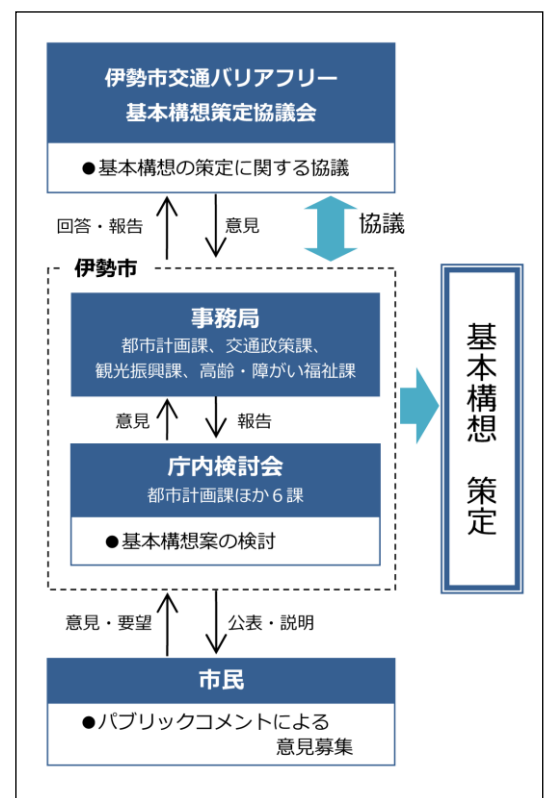 伊勢市交通バリアフリー
基本構想策定協議会
●基本構想の策定に関する協議
回答・報告
意見
協議
伊勢市
事務局
都市計画課、交通政策課、
観光振興課、高齢・障がい福祉課
意見
報告
庁内検討会
都市計画課ほか6課
●基本構想案の検討
基本構想 策定
意見・要望
公表・説明
市民
●パブリックコメントによる
意見募集